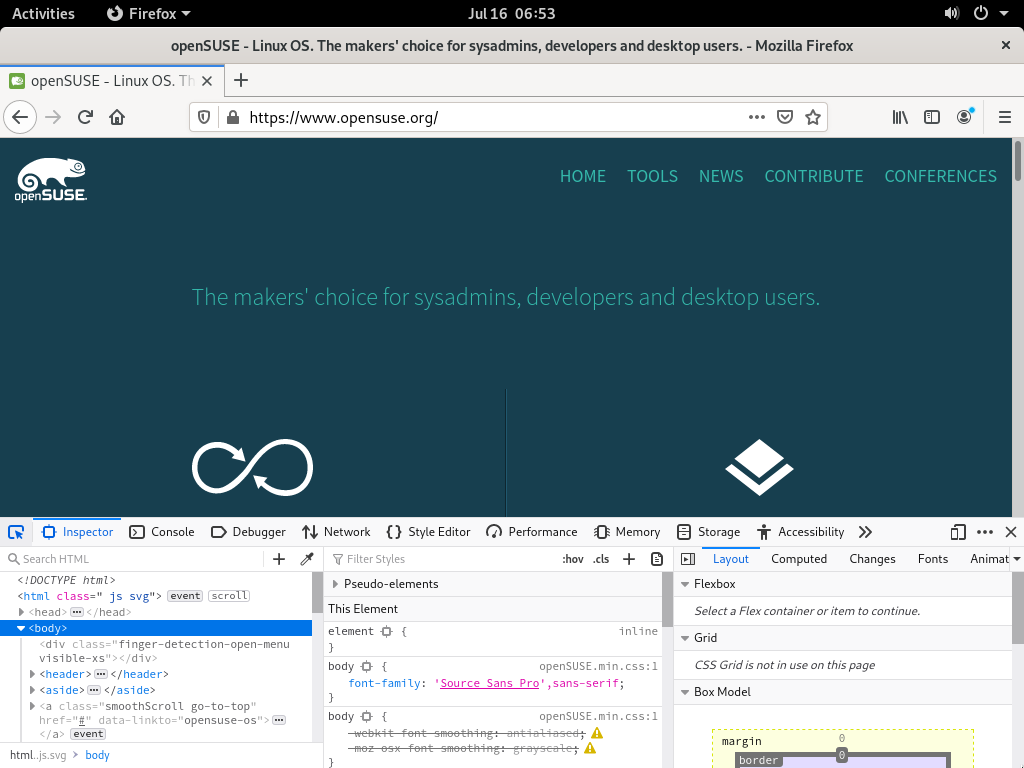 Activities Firefox Jul 16 06:53
openSUSE - Linux OS. The makers' choice for sysadmins, developers and desktop users. - Mozilla Firefox
openSUSE - Linux OS. Th
https://www.opensuse.org/
openSUSE HOME TOOLS NEWS CONTRIBUTE CONFERENCES
The makers' choice for sysadmins, developers and desktop users.
Inspector Console Debugger Network Style Editor Performance Memory Storage Accessibility
Search HTML
<!DOCTYPE html>
<html class=" js svg"> event scroll
<head> </head>
<body>
<div class="finger-detection-open-menu
visible-xs"></div>
<header> </header>
<aside> </aside>
<a class="smoothScroll go-to-top"
href="#" data-linkto="opensuse-os">
</a> event
html.js.svg > body
Filter Styles :hov .cls
Pseudo-elements
This Element
element { inline
}
body { openSUSE.min.css:1
font-family: 'Source Sans Pro',sans-serif;
}
body { openSUSE.min.css:1
-webkit-font-smoothing: antialiased;
-moz-osx-font-smoothing: grayscale;
}
Layout Computed Changes Fonts Animat
Flexbox
Select a Flex container or item to continue.
Grid
CSS Grid is not in use on this page
Box Model
margin 0
border 0